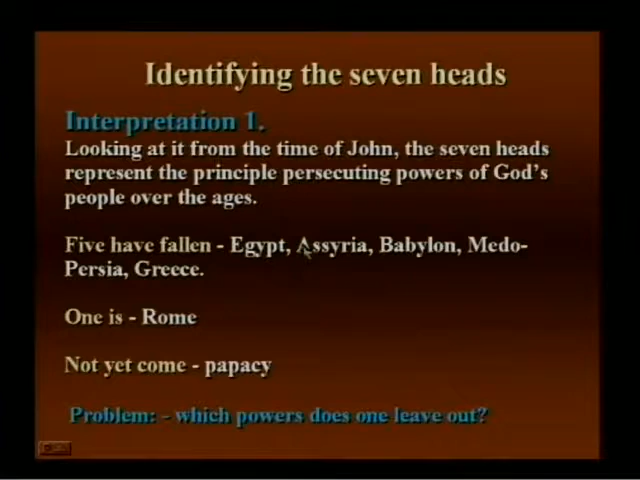 Identifying the seven heads
Interpretation 1.
Looking at it from the time of John, the seven heads
represent the principle persecuting powers of God's
people over the ages.
Five have fallen - Egypt, Assyria, Babylon, Medo-
Persia, Greece.
One is - Rome
Not yet come - papacy
Problem: - which powers does one leave out?